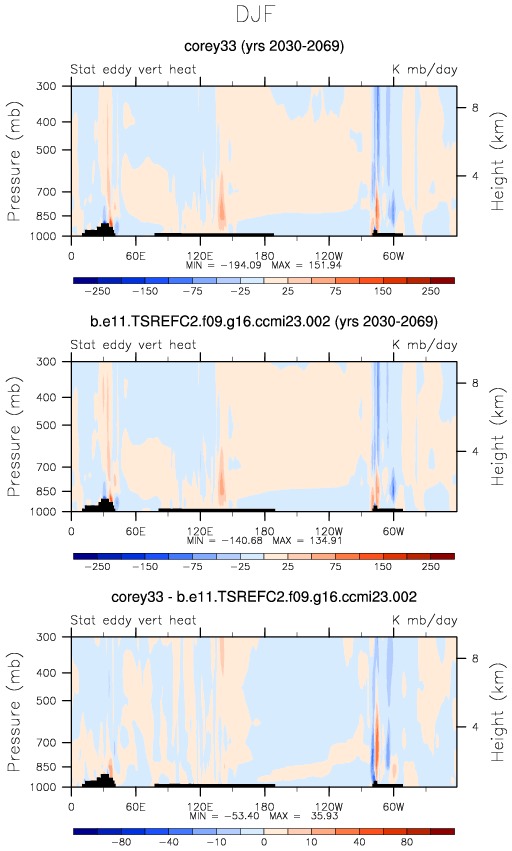 DJF
corey33 (yrs 2030-2069)
Stat eddy vert heat K mb/day
300
400
500
700
850
1000
Pressure (mb)
8
4
Height (km)
0 60E 120E 180 120W 60W
MIN = -194.09 MAX = 151.94
-250 -150 -75 -25 25 75 150 250
b.e11.TSREFC2.f09.g16.ccmi23.002 (yrs 2030-2069)
Stat eddy vert heat K mb/day
300
400
500
700
850
1000
Pressure (mb)
8
4
Height (km)
0 60E 120E 180 120W 60W
MIN = -140.68 MAX = 134.91
-250 -150 -75 -25 25 75 150 250
corey33 - b.e11.TSREFC2.f09.g16.ccmi23.002
Stat eddy vert heat K mb/day
300
400
500
700
850
1000
Pressure (mb)
8
4
Height (km)
0 60E 120E 180 120W 60W
MIN = -53.40 MAX = 35.93
-80 -40 -10 0 10 40 80